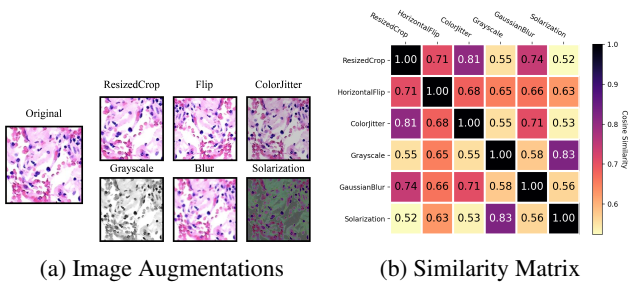 Original
ResizedCrop Flip ColorJitter
Grayscale Blur Solarization
(a) Image Augmentations
ResizedCrop HorizontalFlip ColorJitter Grayscale GaussianBlur Solarization
ResizedCrop 1.00 0.71 0.81 0.55 0.74 0.52
HorizontalFlip 0.71 1.00 0.68 0.65 0.66 0.63
ColorJitter 0.81 0.68 1.00 0.55 0.71 0.53
Grayscale 0.55 0.65 0.55 1.00 0.58 0.83
GaussianBlur 0.74 0.66 0.71 0.58 1.00 0.56
Solarization 0.52 0.63 0.53 0.83 0.56 1.00
1.0
0.9
0.8
0.7
0.6
Cosine Similarity
(b) Similarity Matrix